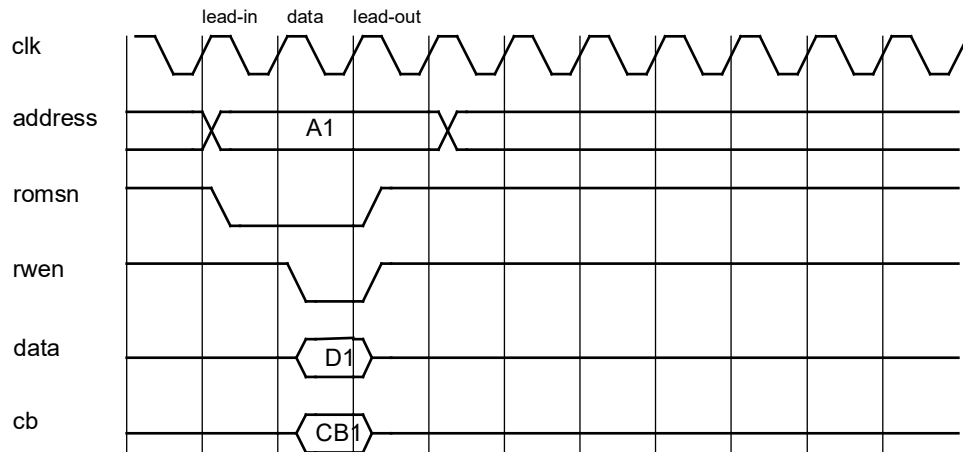 lead-in data lead-out
clk
address A1
romsn
rwen
data D1
cb CB1